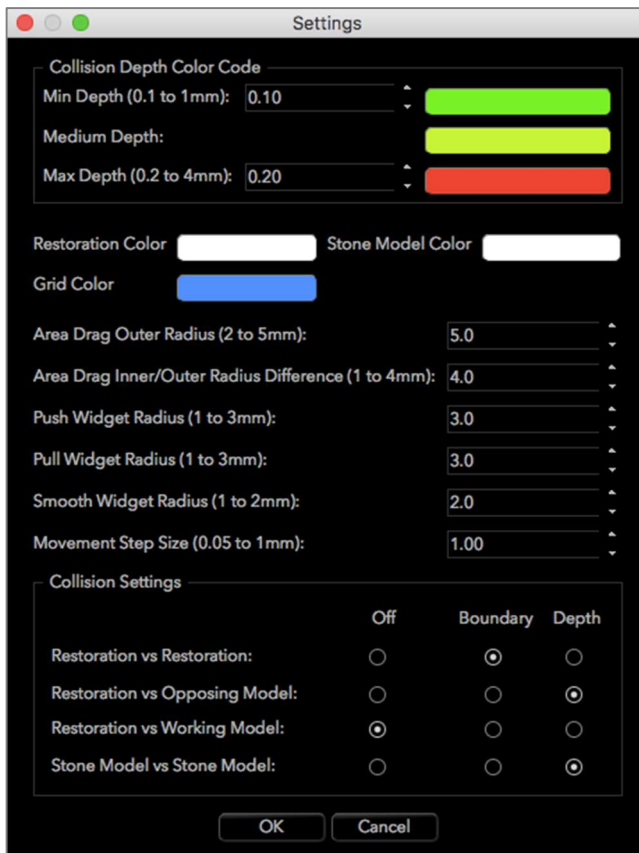 Settings
Collision Depth Color Code
Min Depth (0.1 to 1mm): 0.10
Medium Depth:
Max Depth (0.2 to 4mm): 0.20
Restoration Color Stone Model Color
Grid Color
Area Drag Outer Radius (2 to 5mm): 5.0
Area Drag Inner/Outer Radius Difference (1 to 4mm): 4.0
Push Widget Radius (1 to 3mm): 3.0
Pull Widget Radius (1 to 3mm): 3.0
Smooth Widget Radius (1 to 2mm): 2.0
Movement Step Size (0.05 to 1mm): 1.00
Collision Settings
Off Boundary Depth
Restoration vs Restoration:
Restoration vs Opposing Model:
Restoration vs Working Model:
Stone Model vs Stone Model:
OK Cancel